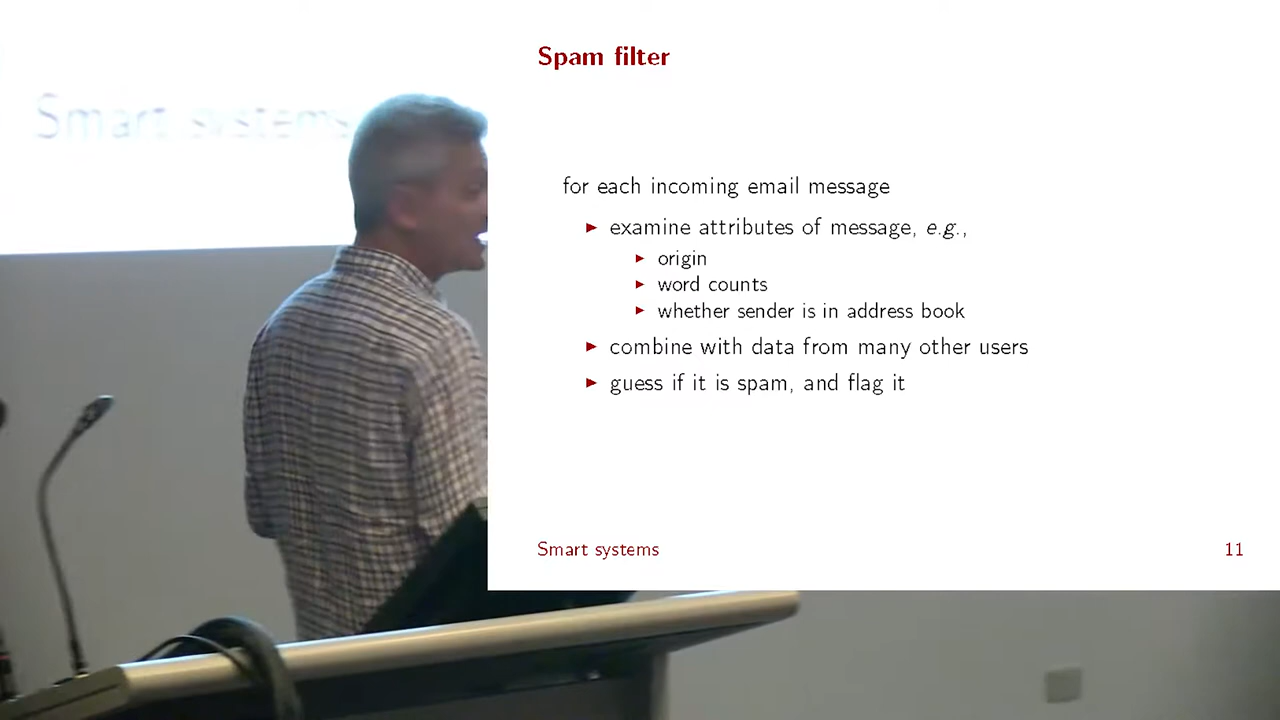 Smart systems
Spam filter
for each incoming email message
examine attributes of message, e.g.,
origin
word counts
whether sender is in address book
combine with data from many other users
guess if it is spam, and flag it
Smart systems
11